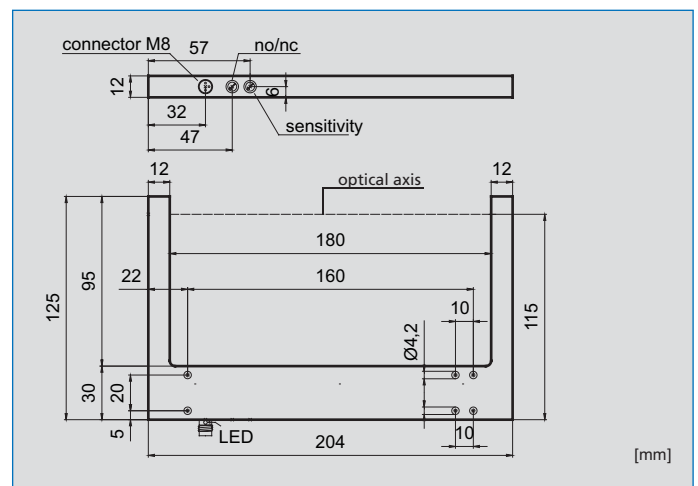 connector M8
57
no/nc
12
6
32
sensitivity
47
12
optical axis
12
180
22
160
125
95
10
115
Ø4,2
30
20
5
LED
10
204
[mm]